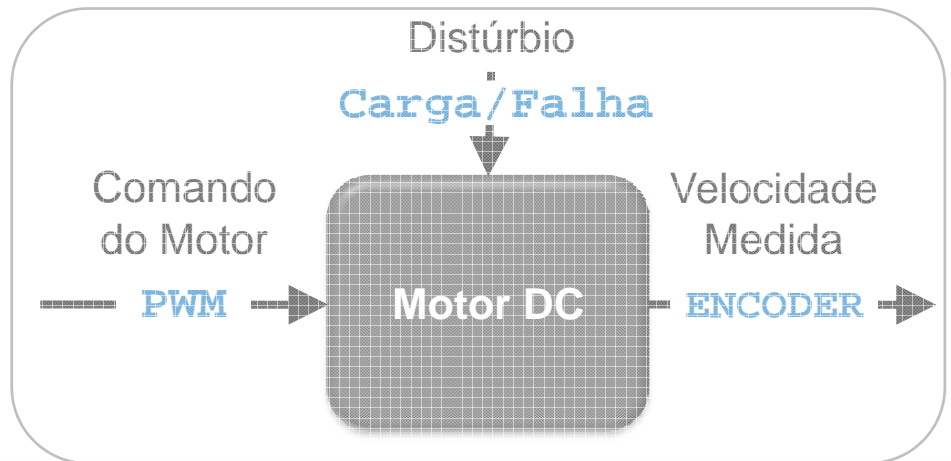 Distúrbio
Carga/Falha
Comando
do Motor
PWM
Motor DC
Velocidade
Medida
ENCODER